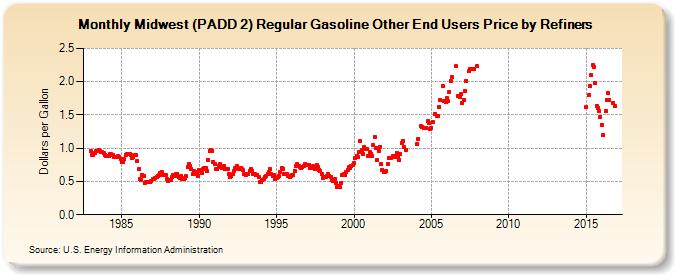 Monthly Midwest (PADD 2) Regular Gasoline Other End Users Price by Refiners
Dollars per Gallon
2.5
2.0
1.5
1.0
0.5
0.0
1985 1990 1995 2000 2005 2010 2015
Source: U.S. Energy Information Administration